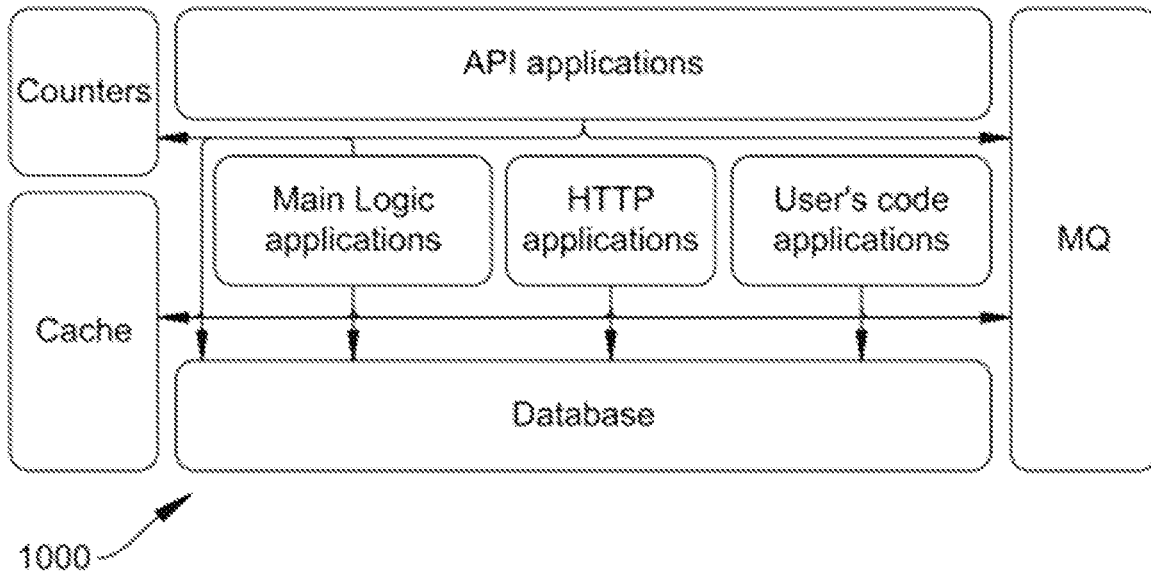 API applications
Counters
Main Logic
applications
HTTP
applications
User's code
applications
MQ
Cache
Database
1000